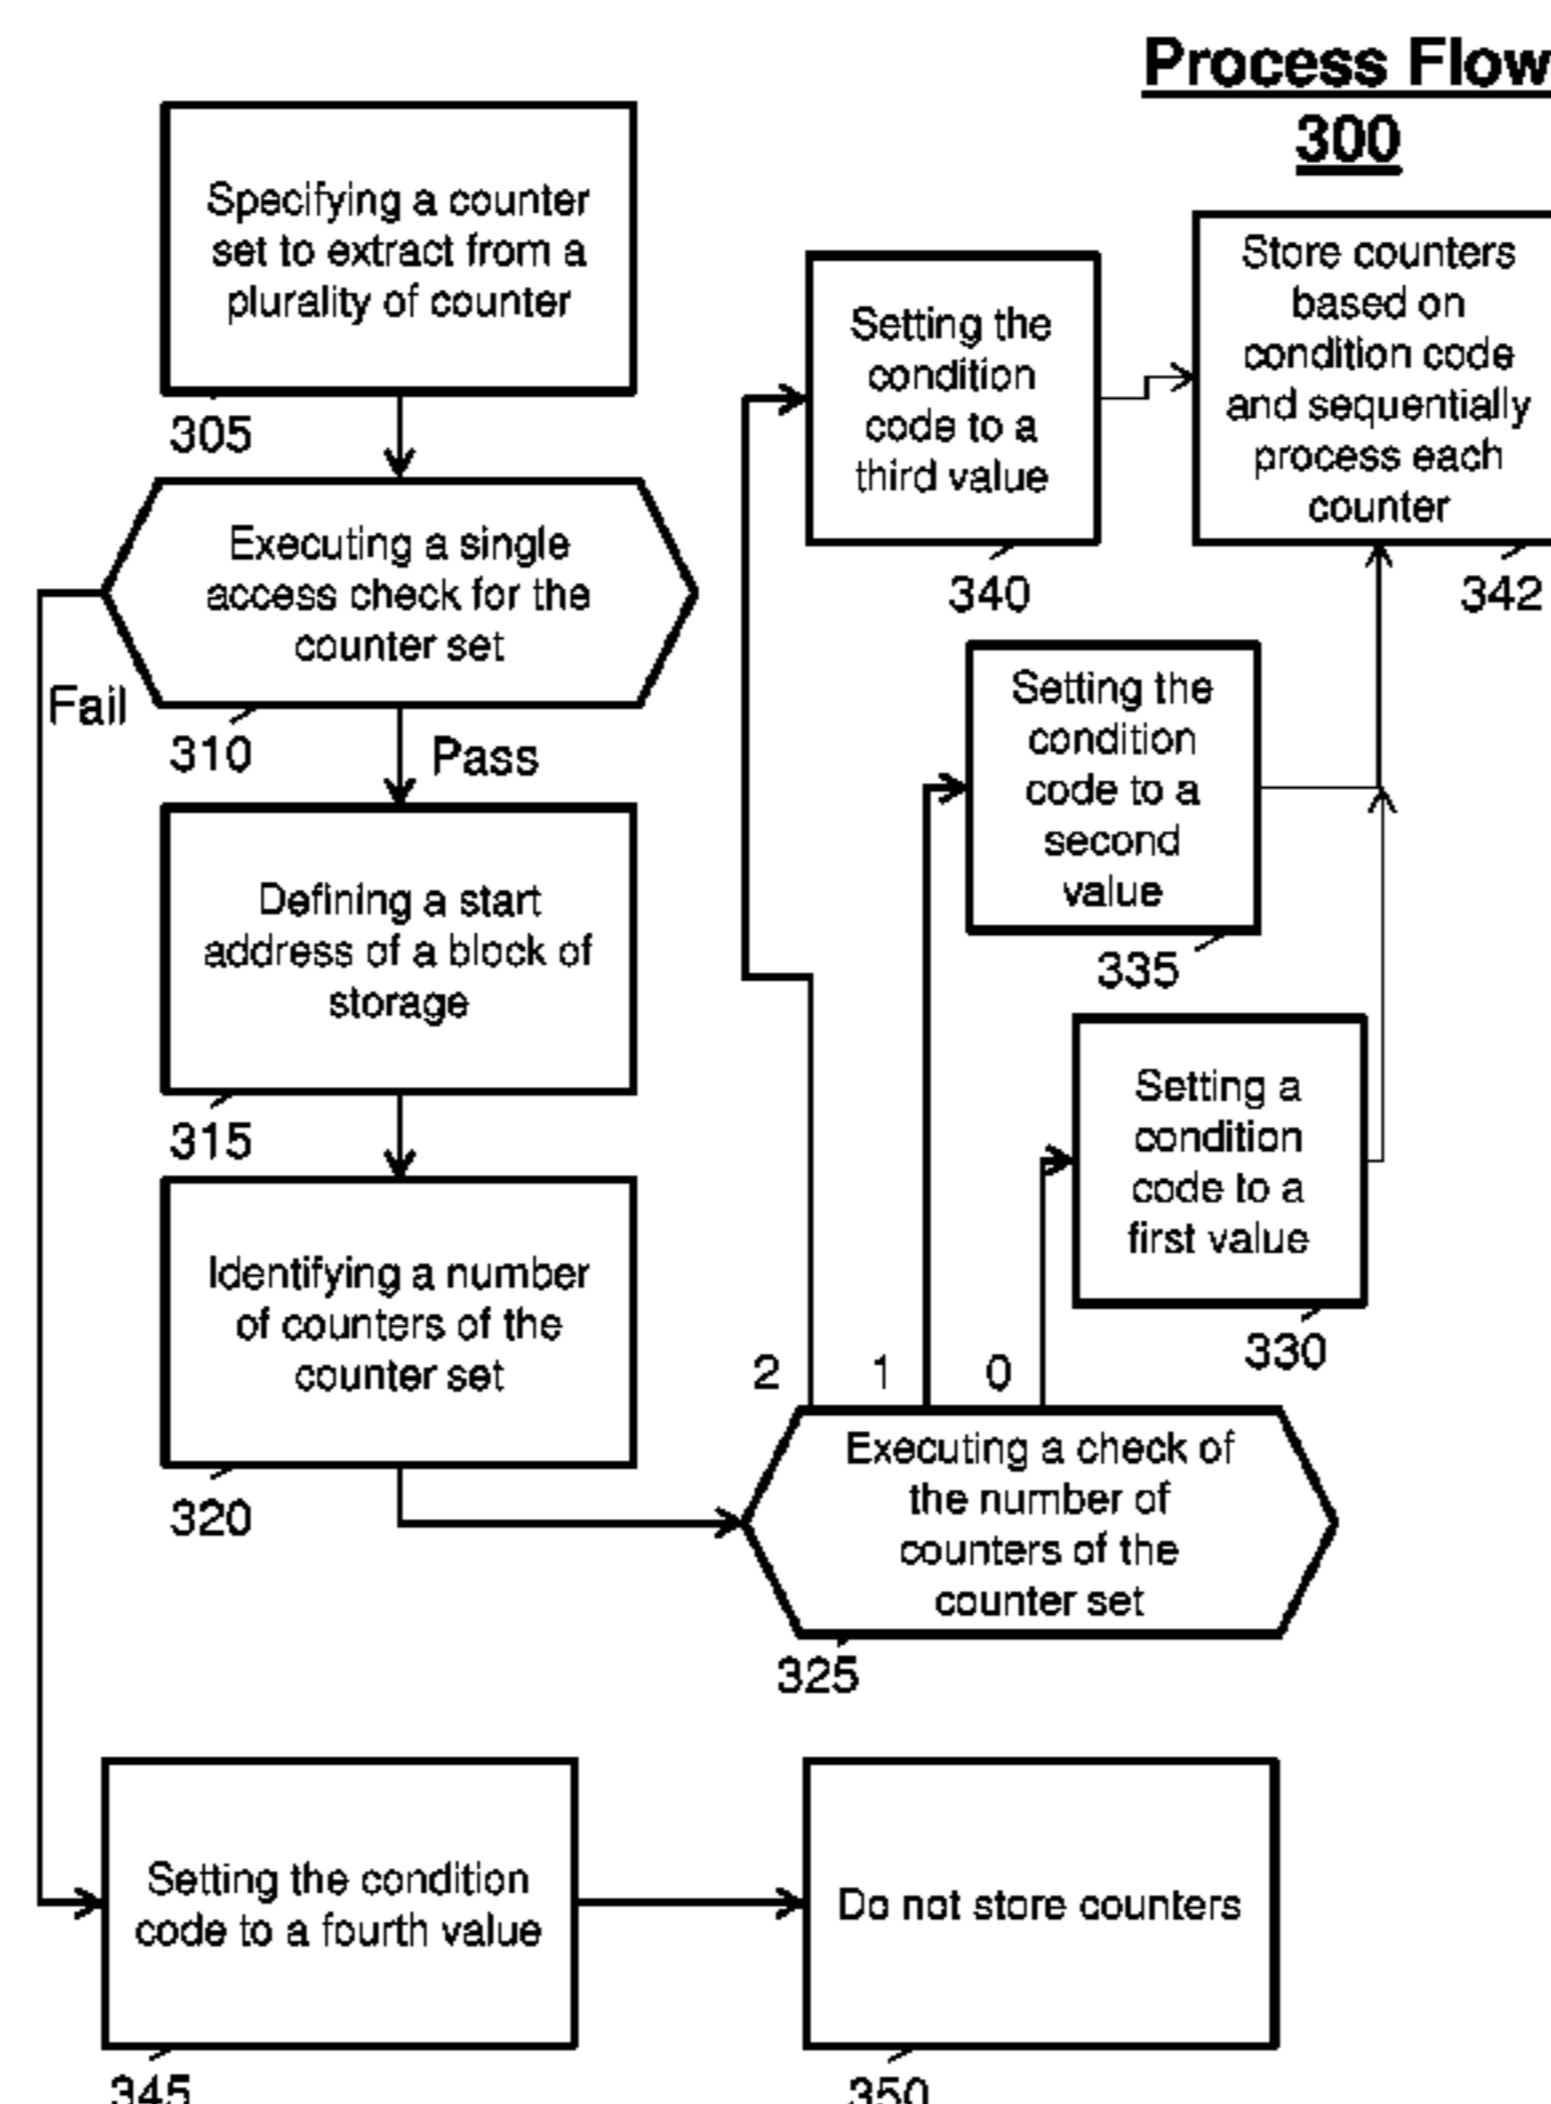 Process Flow
300
Specifying a counter
set to extract from a
plurality of counter
305
Executing a single
access check for the
counter set
Fail
310
Pass
Defining a start
address of a block of
storage
315
Identifying a number
of counters of the
counter set
320
Setting the
condition
code to a
third value
340
Store counters
based on
condition code
and sequentially
process each
counter
342
Setting the
condition
code to a
second
value
335
Setting a
condition
code to a
first value
330
2
1
0
Executing a check of
the number of
counters of the
counter set
325
Setting the condition
code to a fourth value
345
Do not store counters
350